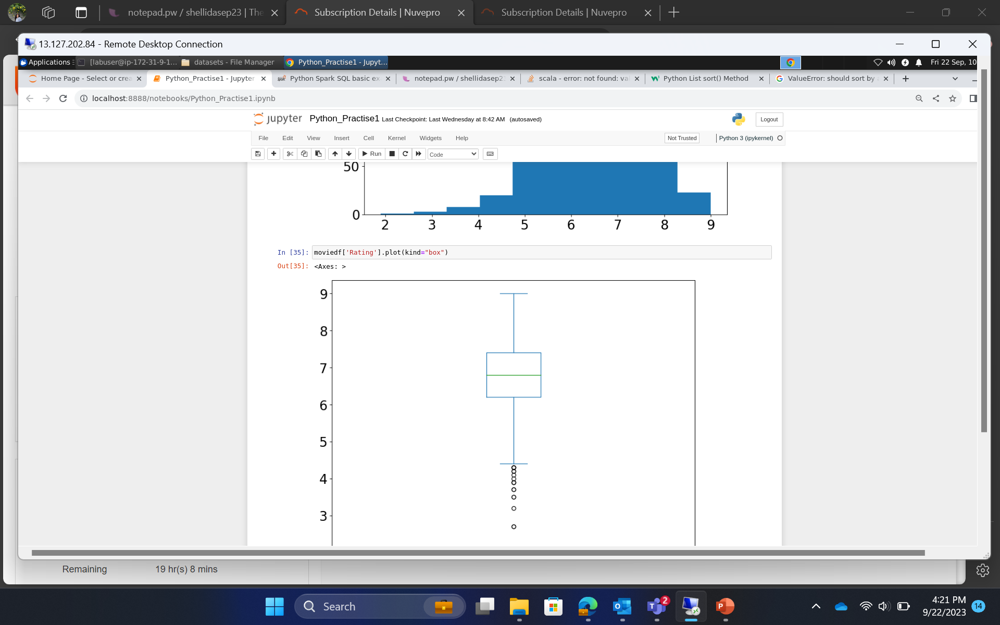 notepad.pw / shellidasep23 | The
Subscription Details | Nuvepro
Subscription Details | Nuvepro
13.127.202.84 - Remote Desktop Connection
Applications
[labuser@ip-172-31-9-1...
datasets - File Manager
Python_Practise1 - Jupyt...
Fri 22 Sep, 10
Home Page - Select or crea
Python_Practise1 - Jupyter
Python Spark SQL basic ex
notepad.pw / shellidasep2
scala - error: not found: va
Python List sort() Method
ValueError: should sort by
localhost:8888/notebooks/Python_Practise1.ipynb
jupyter Python_Practise1 Last Checkpoint: Last Wednesday at 8:42 AM (autosaved)
Logout
File Edit View Insert Cell Kernel Widgets Help
Not Trusted
Python 3 (ipykernel)
Run
Code
50
0
2 3 4 5 6 7 8 9
In [35]: moviedf['Rating'].plot(kind="box")
Out[35]: <Axes: >
9
8
7
6
5
4
3
Remaining 19 hr(s) 8 mins
Search
2
4:21 PM
9/22/2023
14